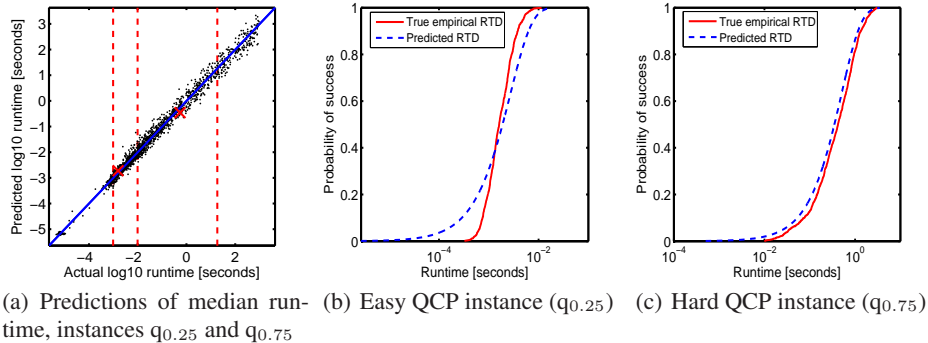 3
2
1
0
−1
−2
−3
−4
−5
−4
−2
0
2
Predicted log10 runtime [seconds]
Actual log10 runtime [seconds]
True empirical RTD
Predicted RTD
1
0.8
0.6
0.4
0.2
0
10⁻⁴
10⁻²
Probability of success
Runtime [seconds]
True empirical RTD
Predicted RTD
1
0.8
0.6
0.4
0.2
0
10⁻⁴
10⁻²
10⁰
Probability of success
Runtime [seconds]
(a) Predictions of median run-
time, instances q0.25 and q0.75
(b) Easy QCP instance (q0.25)
(c) Hard QCP instance (q0.75)